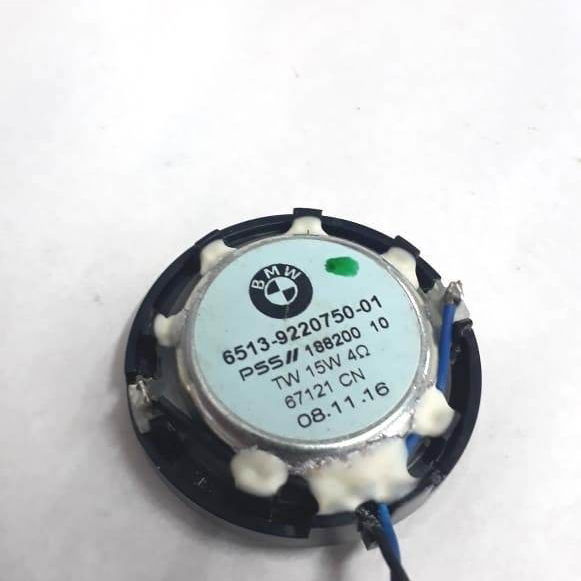 BMW
6513-9220750-01
PSS// 188200 10
TW 15W 4Ω
67121 CN
08.11.16